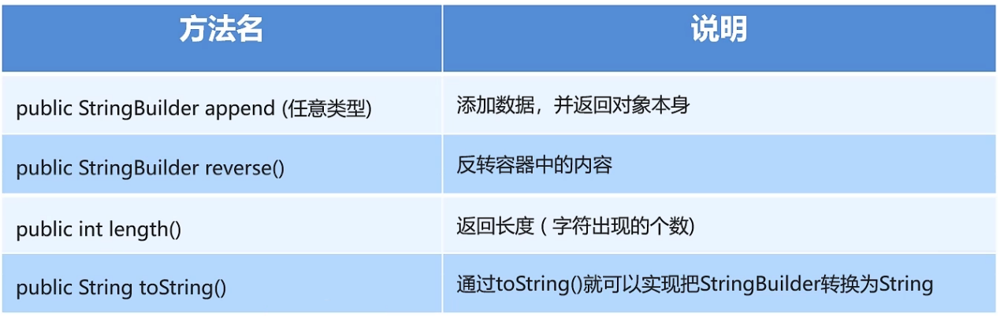 方法名
说明
public StringBuilder append (任意类型)
添加数据，并返回对象本身
public StringBuilder reverse()
反转容器中的内容
public int length()
返回长度 ( 字符出现的个数)
public String toString()
通过toString()就可以实现把StringBuilder转换为String